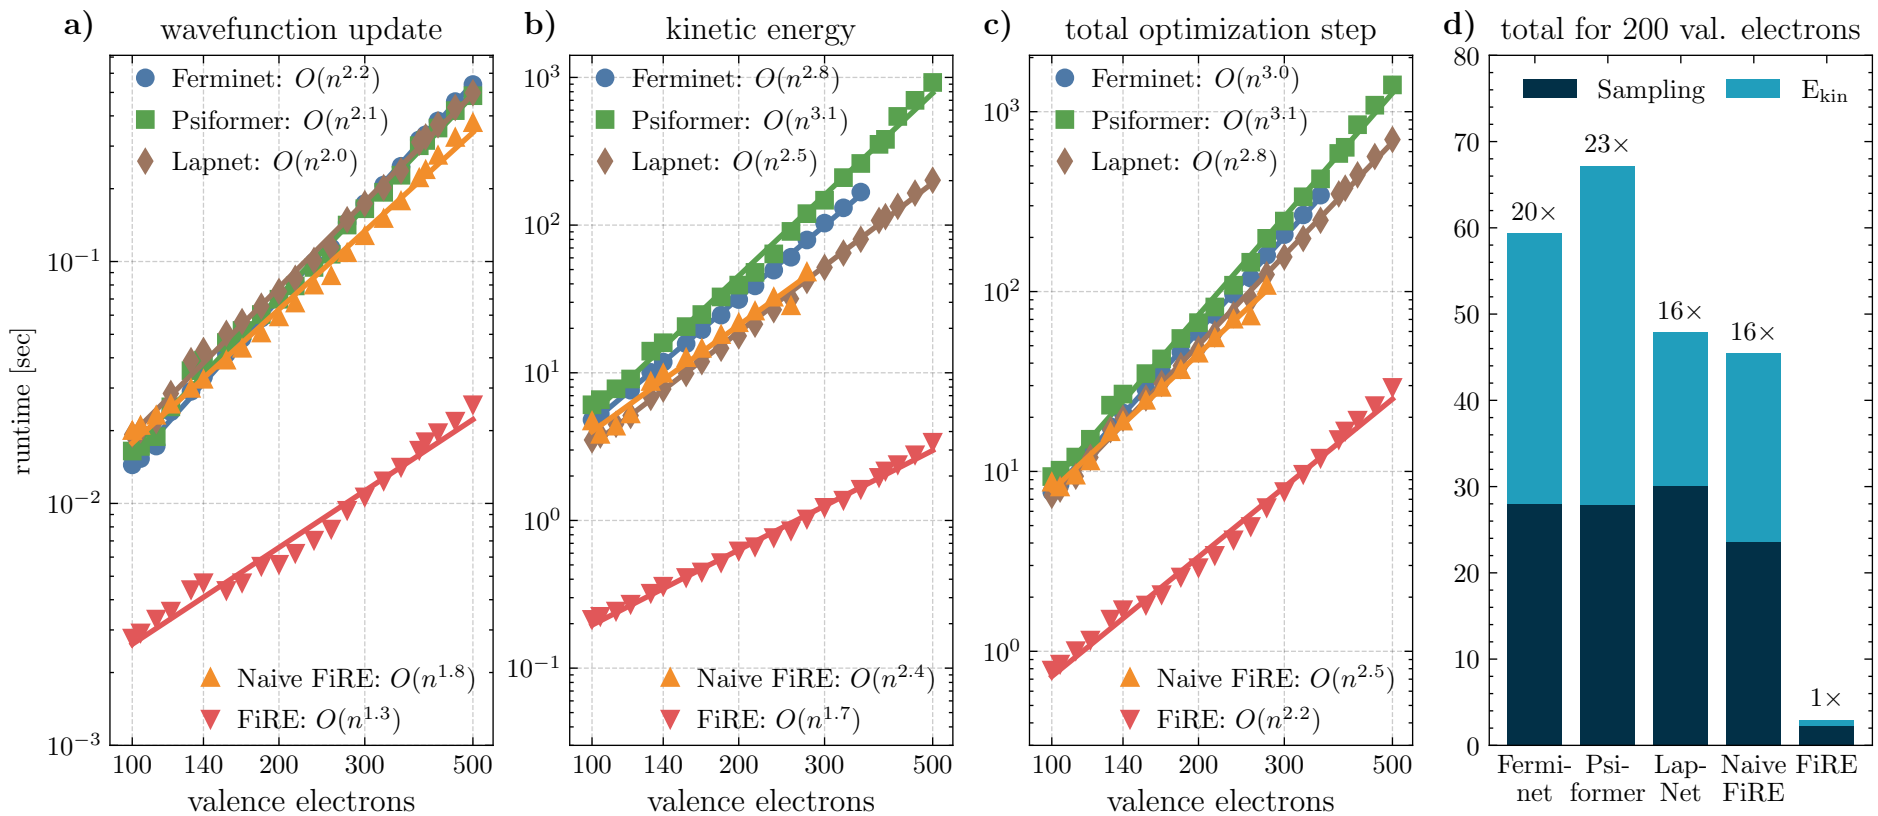 a) wavefunction update
Ferminet: O(n^2.2)
Psiformer: O(n^2.1)
Lapnet: O(n^2.0)
Naive FiRE: O(n^1.8)
FiRE: O(n^1.3)
10^−1
10^−2
10^−3
runtime [sec]
100 140 200 300 500
valence electrons
b) kinetic energy
Ferminet: O(n^2.8)
Psiformer: O(n^3.1)
Lapnet: O(n^2.5)
Naive FiRE: O(n^2.4)
FiRE: O(n^1.7)
10^3
10^2
10^1
10^0
10^−1
100 140 200 300 500
valence electrons
c) total optimization step
Ferminet: O(n^3.0)
Psiformer: O(n^3.1)
Lapnet: O(n^2.8)
Naive FiRE: O(n^2.5)
FiRE: O(n^2.2)
10^3
10^2
10^1
10^0
100 140 200 300 500
valence electrons
d) total for 200 val. electrons
Sampling E_kin
80
70
60
50
40
30
20
10
0
20×
23×
16×
16×
1×
Fermi-
net
Psi-
former
Lap-
Net
Naive
FiRE
FiRE